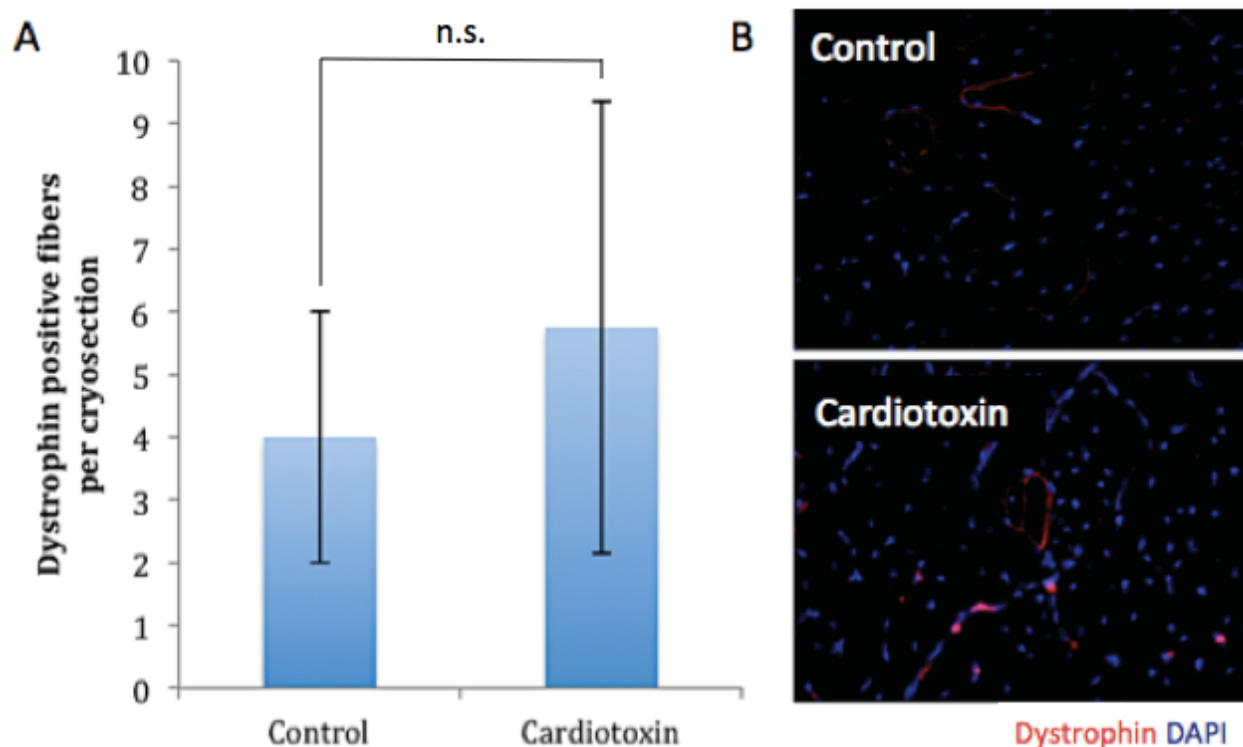 A
n.s.
10
9
8
7
6
5
4
3
2
1
0
Dystrophin positive fibers
per cryosection
Control
Cardiotoxin
B
Control
Cardiotoxin
Dystrophin DAPI